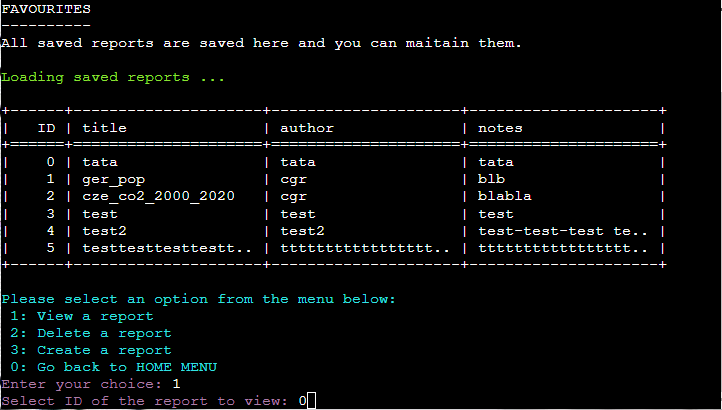 FAVOURITES
----------
All saved reports are saved here and you can maitain them.
Loading saved reports ...
+------+---------------------+---------------------+---------------------+
|   ID | title               | author              | notes               |
+======+=====================+=====================+=====================+
|    0 | tata                | tata                | tata                |
|    1 | ger_pop             | cgr                 | blb                 |
|    2 | cze_co2_2000_2020   | cgr                 | blabla              |
|    3 | test                | test                | test                |
|    4 | test2               | test2               | test-test-test te.. |
|    5 | testtesttesttestt.. | ttttttttttttttttt.. | ttttttttttttttttt.. |
+------+---------------------+---------------------+---------------------+
Please select an option from the menu below:
 1: View a report
 2: Delete a report
 3: Create a report
 0: Go back to HOME MENU
Enter your choice: 1
Select ID of the report to view: 0